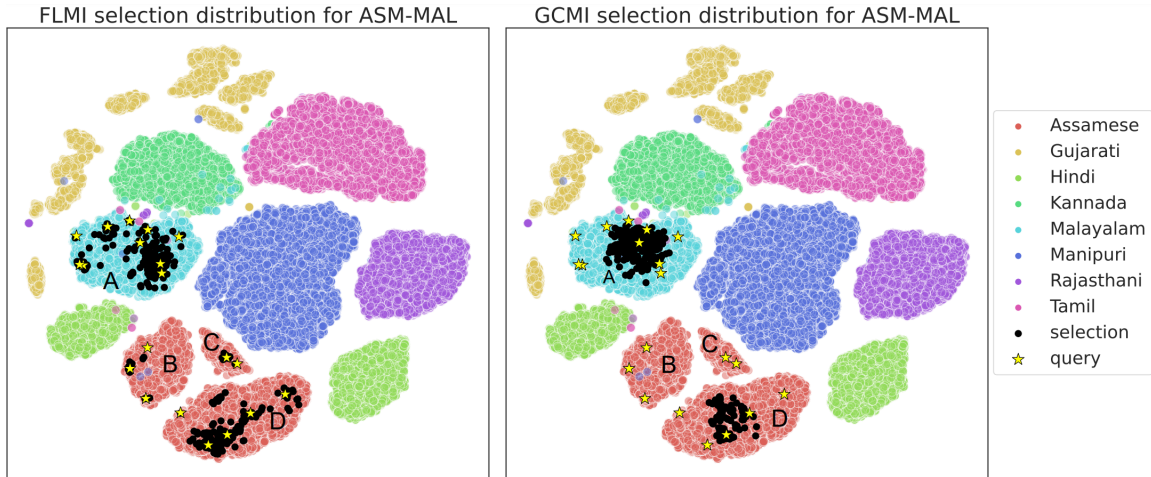 FLMI selection distribution for ASM-MAL
A
B
C
D
GCMI selection distribution for ASM-MAL
A
B
C
D
Assamese
Gujarati
Hindi
Kannada
Malayalam
Manipuri
Rajasthani
Tamil
selection
query